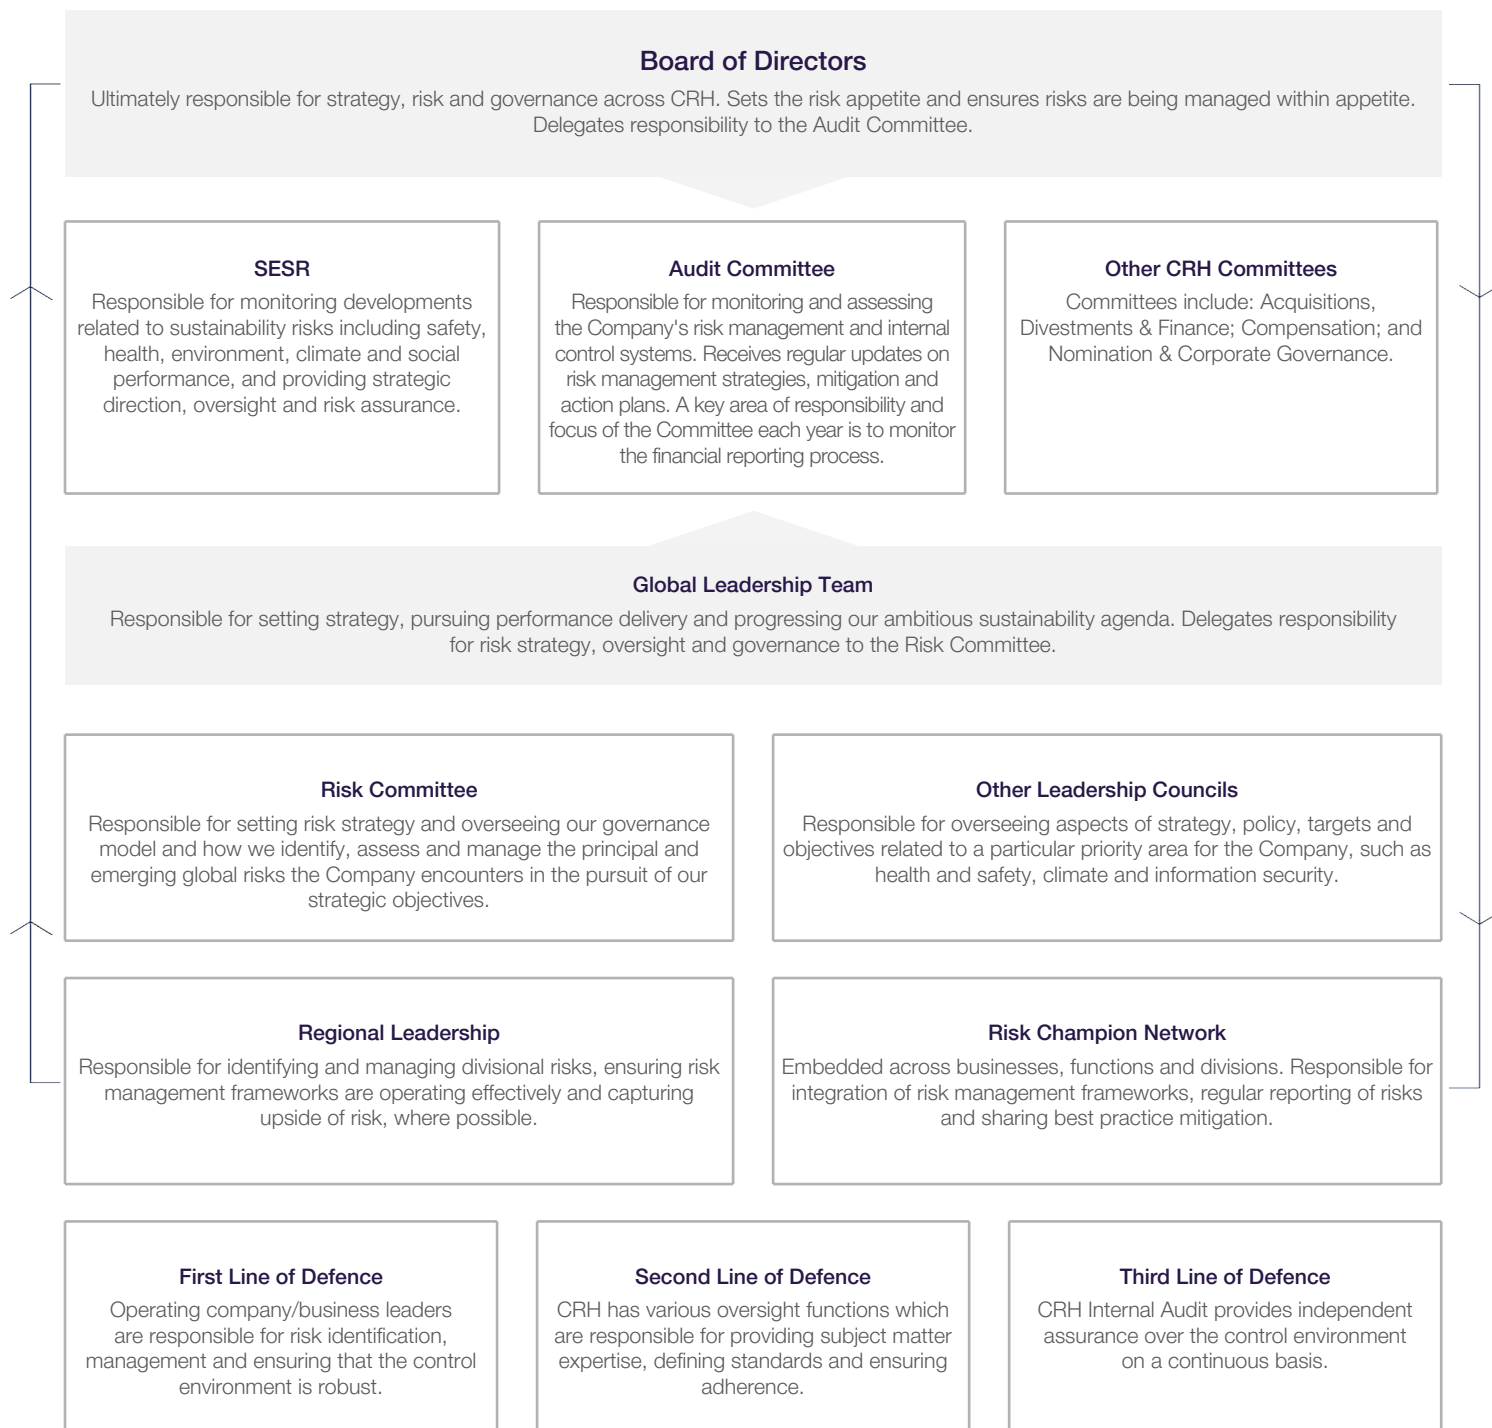 Board of Directors
Ultimately responsible for strategy, risk and governance across CRH. Sets the risk appetite and ensures risks are being managed within appetite.
Delegates responsibility to the Audit Committee.
SESR
Responsible for monitoring developments
related to sustainability risks including safety,
health, environment, climate and social
performance, and providing strategic
direction, oversight and risk assurance.
Audit Committee
Responsible for monitoring and assessing
the Company's risk management and internal
control systems. Receives regular updates on
risk management strategies, mitigation and
action plans. A key area of responsibility and
focus of the Committee each year is to monitor
the financial reporting process.
Other CRH Committees
Committees include: Acquisitions,
Divestments & Finance; Compensation; and
Nomination & Corporate Governance.
Global Leadership Team
Responsible for setting strategy, pursuing performance delivery and progressing our ambitious sustainability agenda. Delegates responsibility
for risk strategy, oversight and governance to the Risk Committee.
Risk Committee
Responsible for setting risk strategy and overseeing our governance
model and how we identify, assess and manage the principal and
emerging global risks the Company encounters in the pursuit of our
strategic objectives.
Other Leadership Councils
Responsible for overseeing aspects of strategy, policy, targets and
objectives related to a particular priority area for the Company, such as
health and safety, climate and information security.
Regional Leadership
Responsible for identifying and managing divisional risks, ensuring risk
management frameworks are operating effectively and capturing
upside of risk, where possible.
Risk Champion Network
Embedded across businesses, functions and divisions. Responsible for
integration of risk management frameworks, regular reporting of risks
and sharing best practice mitigation.
First Line of Defence
Operating company/business leaders
are responsible for risk identification,
management and ensuring that the control
environment is robust.
Second Line of Defence
CRH has various oversight functions which
are responsible for providing subject matter
expertise, defining standards and ensuring
adherence.
Third Line of Defence
CRH Internal Audit provides independent
assurance over the control environment
on a continuous basis.